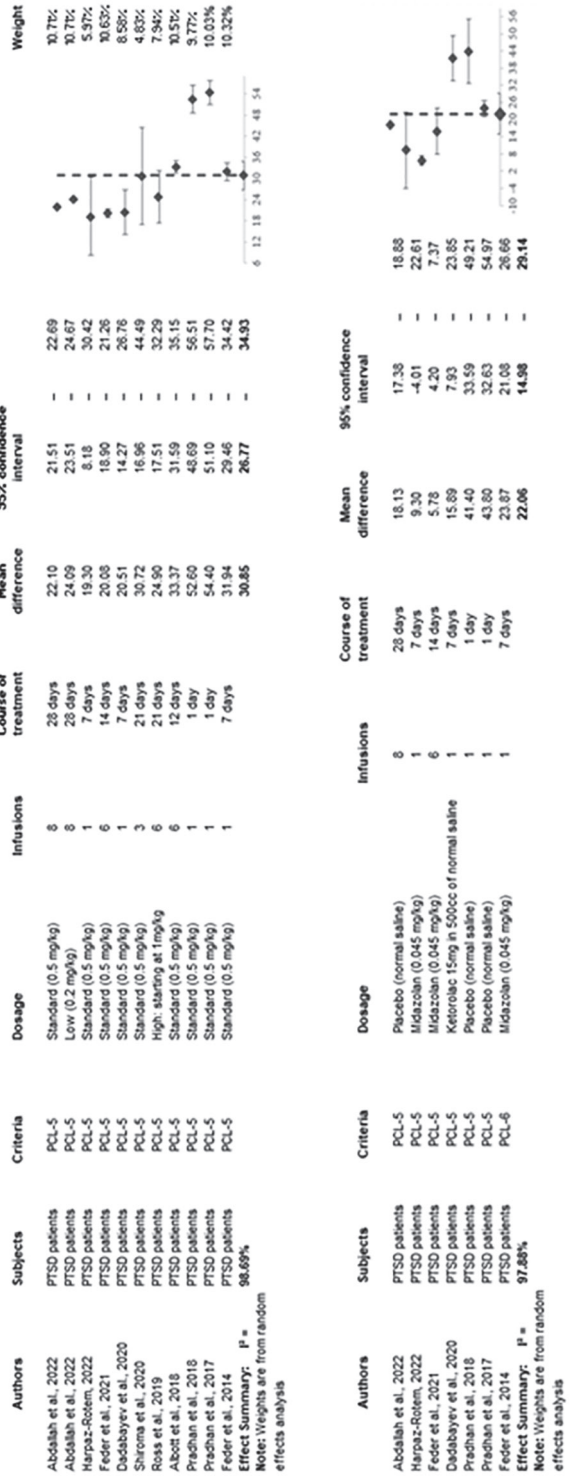 Authors Subjects Criteria Dosage Infusions Course of treatment Mean difference 95% confidence interval Weight
Abdallah et al., 2022 PTSD patients PCL-5 Standard (0.5 mg/kg) 8 28 days 22.10 21.51 – 22.69 10.71%
Abdallah et al., 2022 PTSD patients PCL-5 Low (0.2 mg/kg) 8 28 days 24.09 23.51 – 24.67 10.71%
Harpaz-Rotem, 2022 PTSD patients PCL-5 Standard (0.5 mg/kg) 1 7 days 19.30 8.18 – 30.42 5.97%
Feder et al., 2021 PTSD patients PCL-5 Standard (0.5 mg/kg) 6 14 days 20.08 18.90 – 21.26 10.63%
Dadabayev et al., 2020 PTSD patients PCL-5 Standard (0.5 mg/kg) 1 7 days 20.51 14.27 – 26.76 8.58%
Shiroma et al., 2020 PTSD patients PCL-5 Standard (0.5 mg/kg) 3 21 days 30.72 16.96 – 44.49 4.83%
Ross et al., 2019 PTSD patients PCL-5 High: starting at 1mg/kg 6 21 days 24.90 17.51 – 32.29 7.94%
Albott et al., 2018 PTSD patients PCL-5 Standard (0.5 mg/kg) 6 12 days 33.37 31.59 – 35.15 10.51%
Pradhan et al., 2018 PTSD patients PCL-5 Standard (0.5 mg/kg) 1 1 day 52.60 48.69 – 56.51 9.77%
Pradhan et al., 2017 PTSD patients PCL-5 Standard (0.5 mg/kg) 1 1 day 54.40 51.10 – 57.70 10.03%
Feder et al., 2014 PTSD patients PCL-5 Standard (0.5 mg/kg) 1 7 days 31.94 29.46 – 34.42 10.32%
Effect Summary: I² = 98.69% 30.85 26.77 – 34.93
Note: Weights are from random
effects analysis
6 12 18 24 30 36 42 48 54
Authors Subjects Criteria Dosage Infusions Course of treatment Mean difference 95% confidence interval
Abdallah et al., 2022 PTSD patients PCL-5 Placebo (normal saline) 8 28 days 18.13 17.38 – 18.88
Harpaz-Rotem, 2022 PTSD patients PCL-5 Midazolan (0.045 mg/kg) 1 7 days 9.30 -4.01 – 22.61
Feder et al., 2021 PTSD patients PCL-5 Midazolan (0.045 mg/kg) 6 14 days 5.78 4.20 – 7.37
Dadabayev et al., 2020 PTSD patients PCL-5 Ketorolac 15mg in 500cc of normal saline 1 7 days 15.89 7.93 – 23.85
Pradhan et al., 2018 PTSD patients PCL-5 Placebo (normal saline) 1 1 day 41.40 33.59 – 49.21
Pradhan et al., 2017 PTSD patients PCL-5 Placebo (normal saline) 1 1 day 43.80 32.63 – 54.97
Feder et al., 2014 PTSD patients PCL-6 Midazolan (0.045 mg/kg) 1 7 days 23.87 21.08 – 26.66
Effect Summary: I² = 97.88% 22.06 14.98 – 29.14
Note: Weights are from random
effects analysis
-10 -4 2 8 14 20 26 32 38 44 50 56